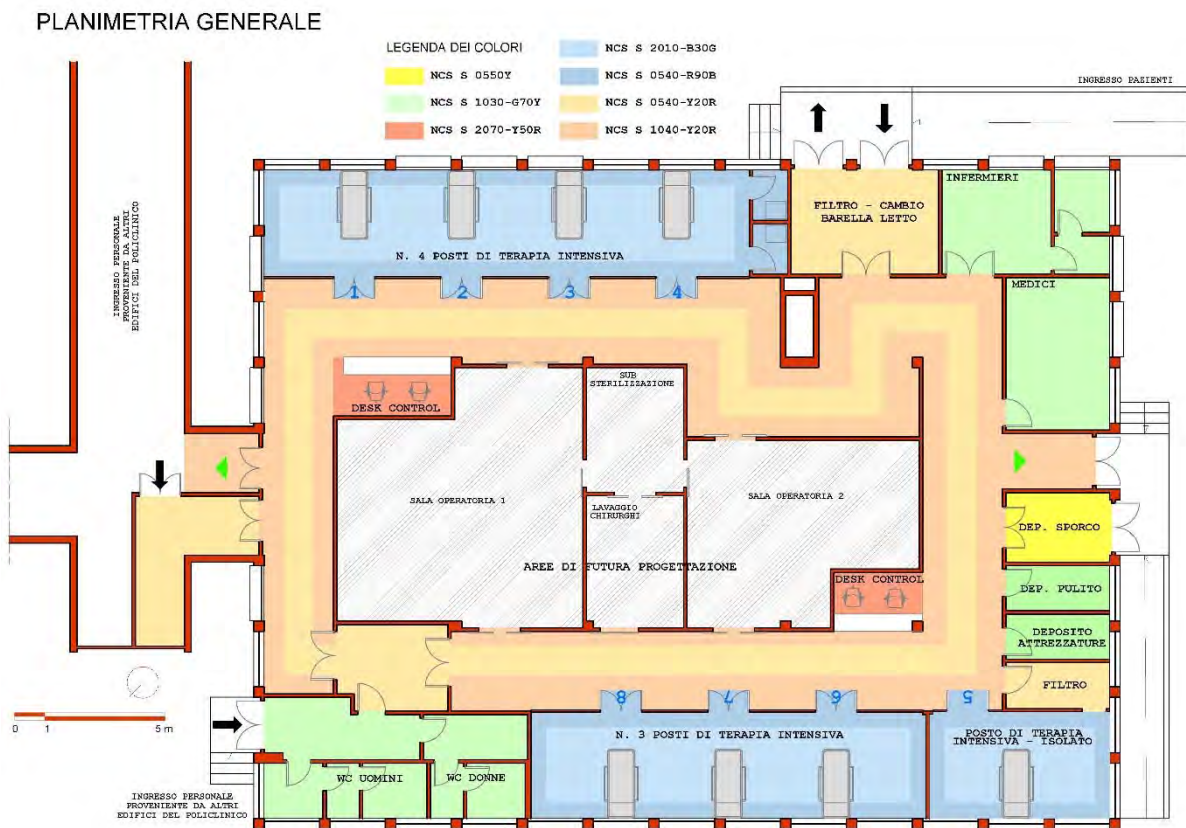 PLANIMETRIA GENERALE
LEGENDA DEI COLORI
NCS S 0550Y
NCS S 1030-G70Y
NCS S 2070-Y50R
NCS S 2010-B30G
NCS S 0540-R90B
NCS S 0540-Y20R
NCS S 1040-Y20R
INGRESSO PAZIENTI
INGRESSO PERSONALE
PROVENIENTE DA ALTRI
EDIFICI DEL POLICLINICO
N. 4 POSTI DI TERAPIA INTENSIVA
1
2
3
4
FILTRO - CAMBIO
BARELLA LETTO
INFERMIERI
MEDICI
DESK CONTROL
SUB
STERILIZZAZIONE
SALA OPERATORIA 1
LAVAGGIO
CHIRURGHI
SALA OPERATORIA 2
AREE DI FUTURA PROGETTAZIONE
DESK CONTROL
DEP. SPORCO
DEP. PULITO
DEPOSITO
ATTREZZATURE
FILTRO
8
7
6
5
N. 3 POSTI DI TERAPIA INTENSIVA
POSTO DI TERAPIA
INTENSIVA - ISOLATO
0
1
5 m
WC UOMINI
WC DONNE
INGRESSO PERSONALE
PROVENIENTE DA ALTRI
EDIFICI DEL POLICLINICO